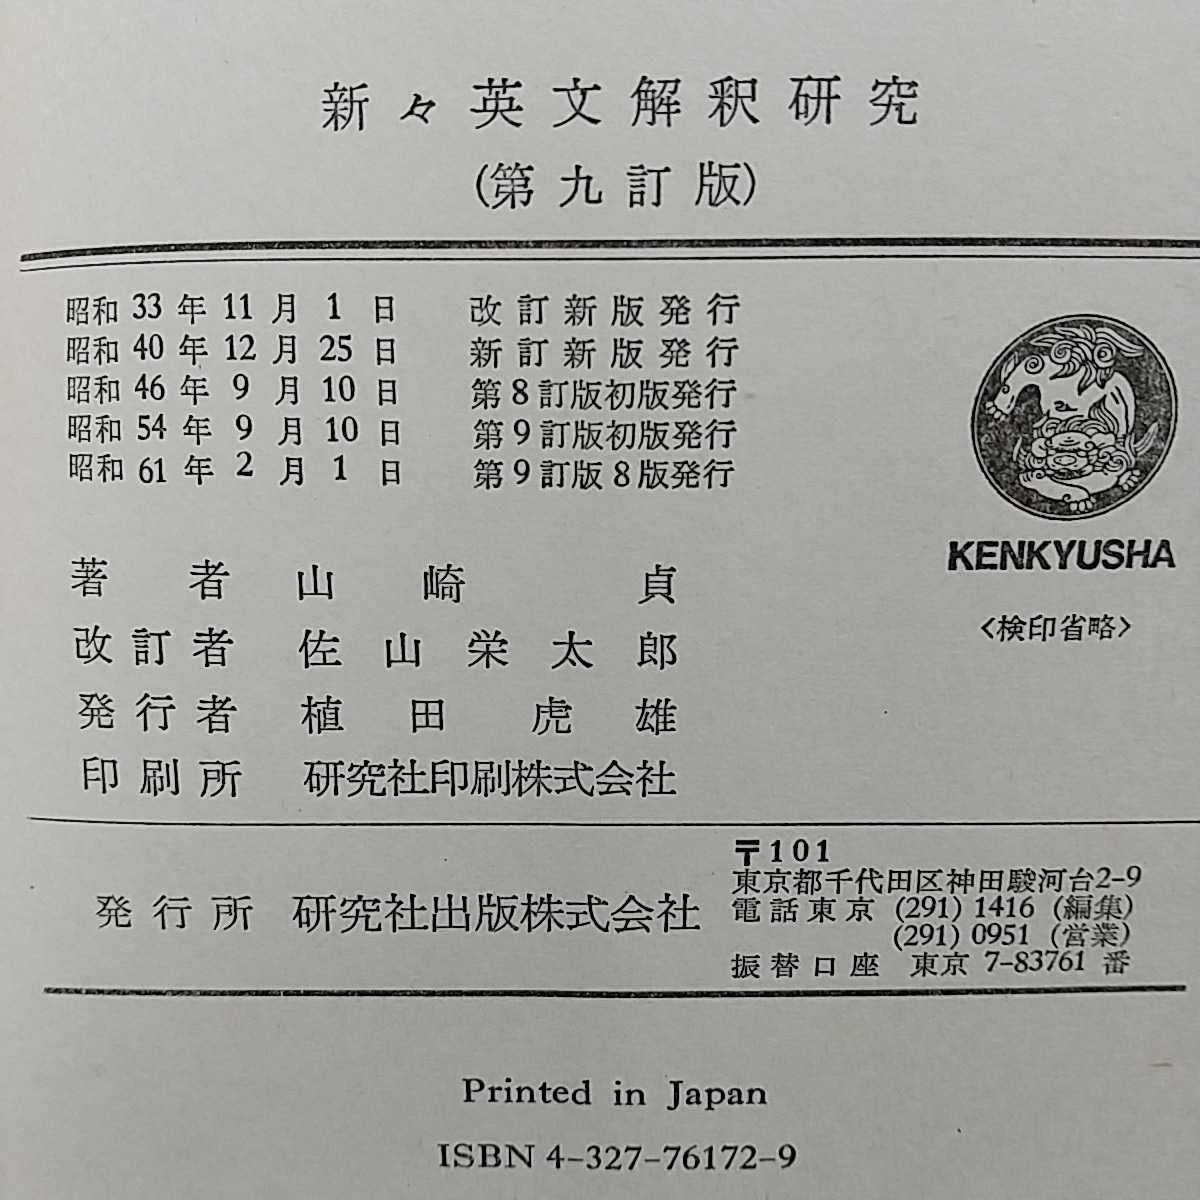 新々英文解釈研究
(第九訂版)
昭和 33 年 11 月 1 日 改訂新版発行
昭和 40 年 12 月 25 日 新訂新版発行
昭和 46 年 9 月 10 日 第8訂版初版発行
昭和 54 年 9 月 10 日 第9訂版初版発行
昭和 61 年 2 月 1 日 第9訂版8版発行
KENKYUSHA
<検印省略>
著者 山崎貞
改訂者 佐山栄太郎
発行者 植田虎雄
印刷所 研究社印刷株式会社
発行所 研究社出版株式会社
〒101
東京都千代田区神田駿河台2-9
電話東京 (291) 1416 (編集)
(291) 0951 (営業)
振替口座 東京 7-83761 番
Printed in Japan
ISBN 4-327-76172-9